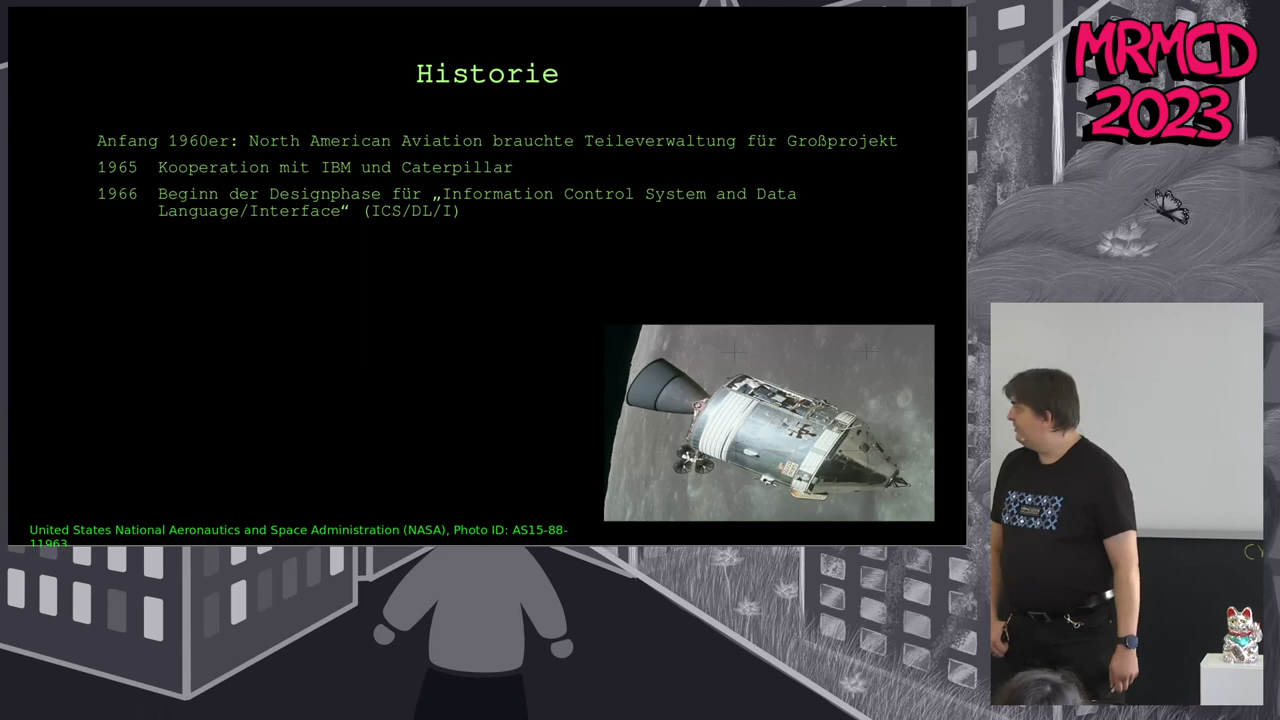 Historie
Anfang 1960er: North American Aviation brauchte Teileverwaltung für Großprojekt
1965 Kooperation mit IBM und Caterpillar
1966 Beginn der Designphase für „Information Control System and Data
Language/Interface“ (ICS/DL/I)
United States National Aeronautics and Space Administration (NASA), Photo ID: AS15-88-
11963
MRMCD
2023